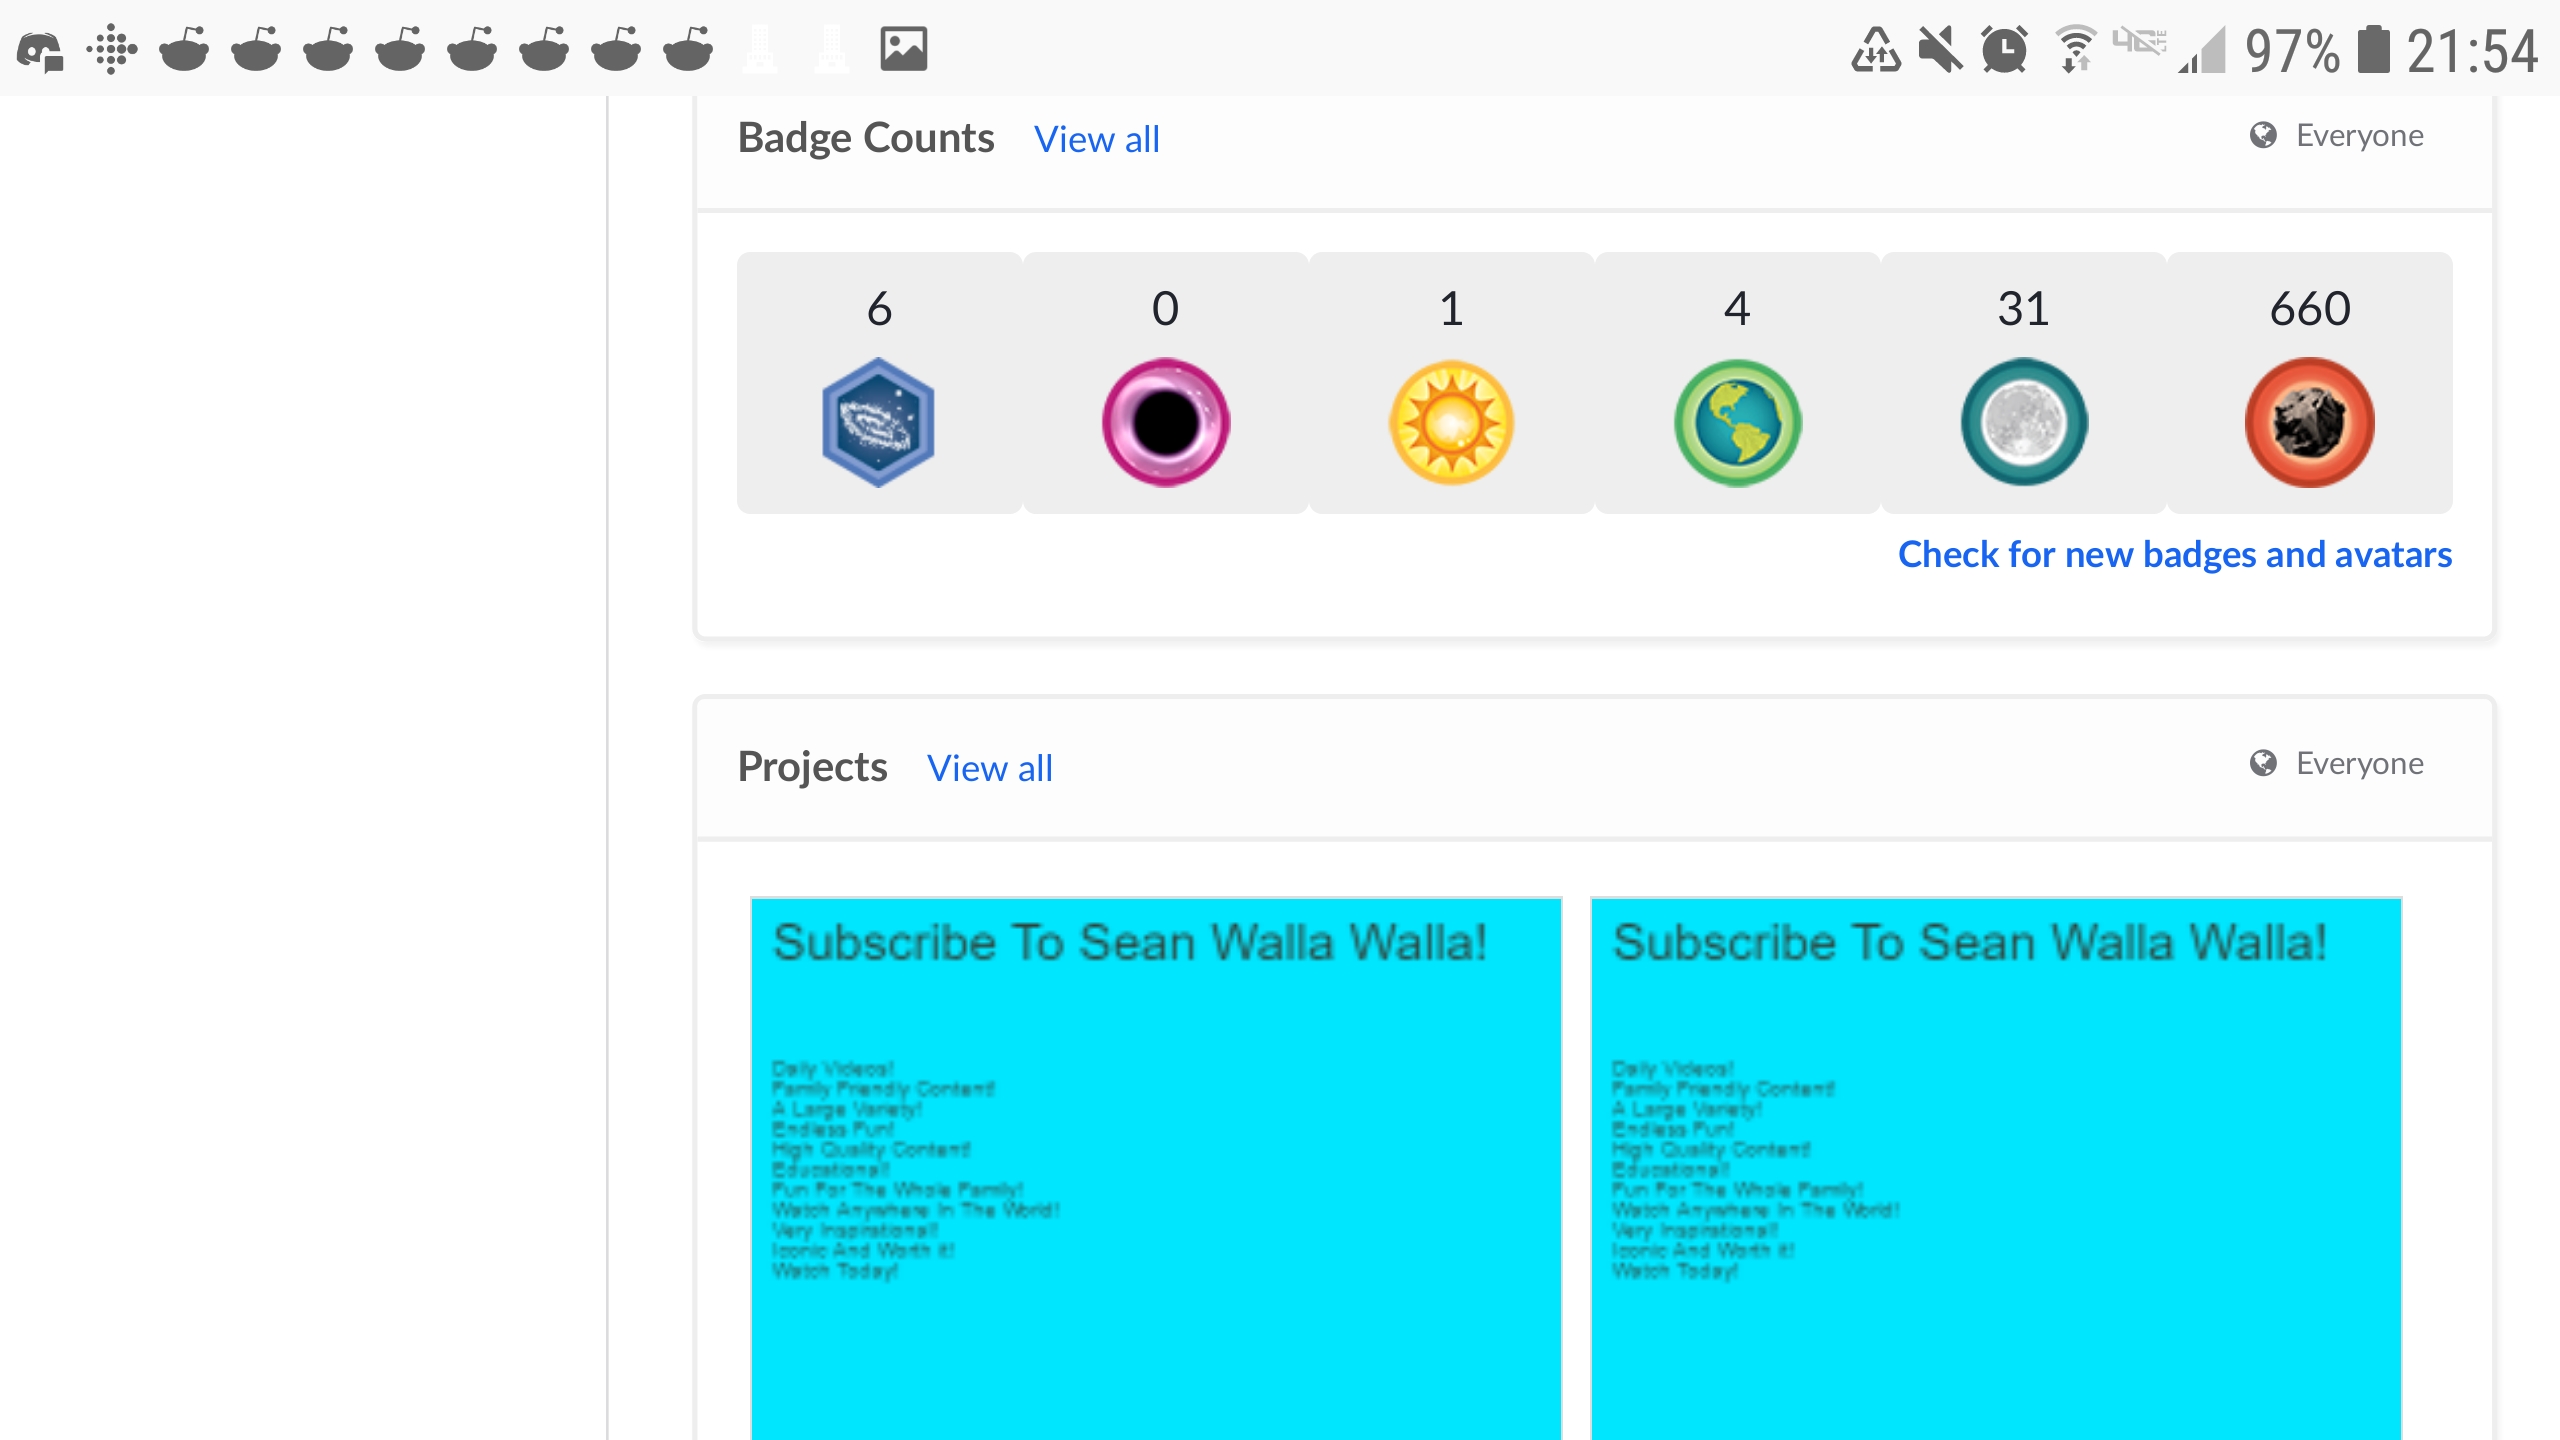 97% 21:54
Badge Counts View all Everyone
6 0 1 4 31 660
Check for new badges and avatars
Projects View all Everyone
Subscribe To Sean Walla Walla! Subscribe To Sean Walla Walla!
Daily Videos! Daily Videos!
Family Friendly Content! Family Friendly Content!
A Large Variety! A Large Variety!
Endless Fun! Endless Fun!
High Quality Content! High Quality Content!
Educational! Educational!
Fun For The Whole Family! Fun For The Whole Family!
Watch Anywhere In The World! Watch Anywhere In The World!
Very Inspirational! Very Inspirational!
Iconic And Worth It! Iconic And Worth It!
Watch Today! Watch Today!